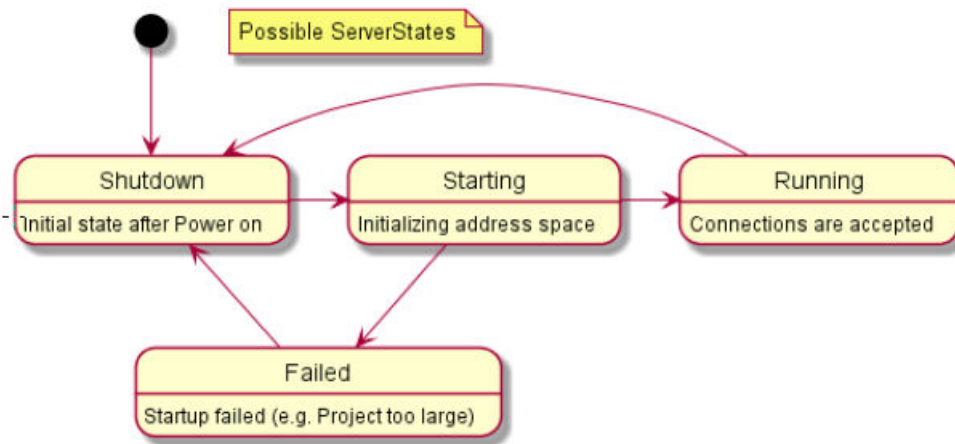 Possible ServerStates
Shutdown
Initial state after Power on
Starting
Initializing address space
Running
Connections are accepted
Failed
Startup failed (e.g. Project too large)